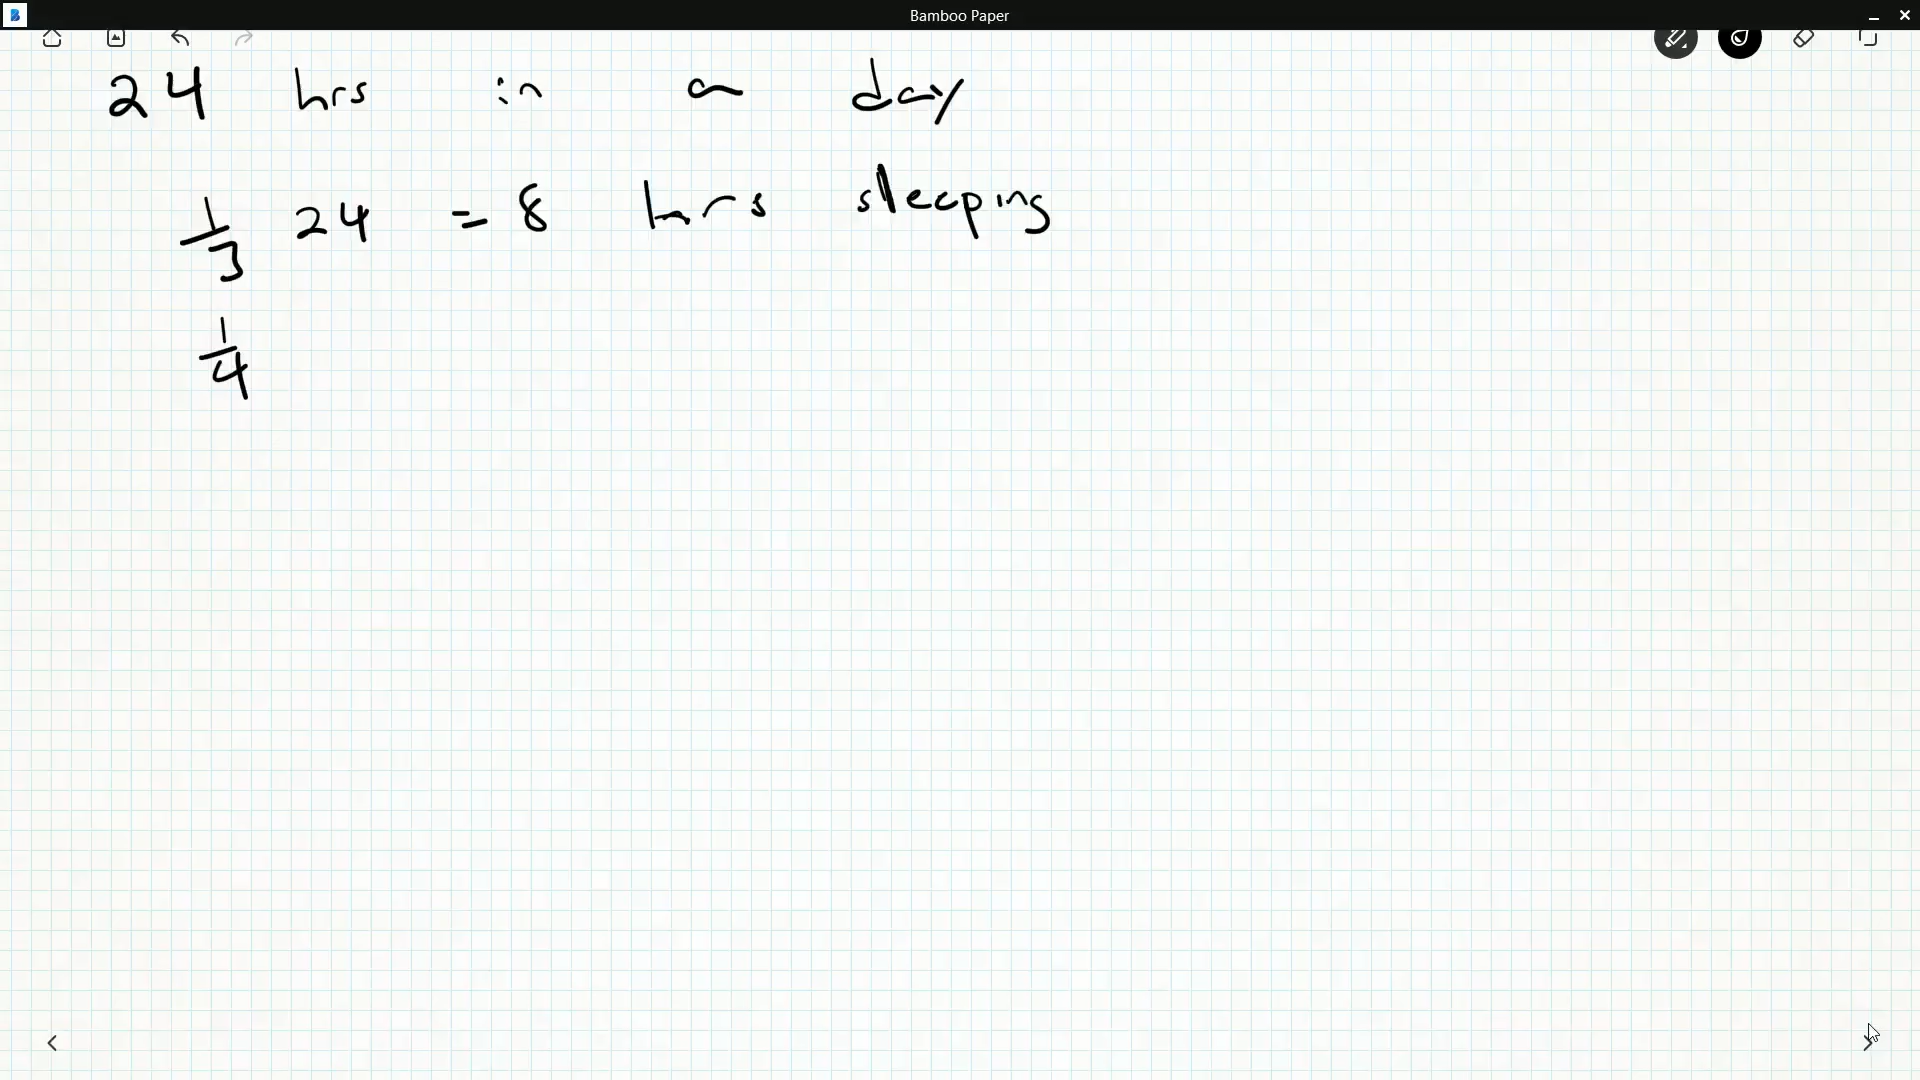 Bamboo Paper
24 hrs in a day
1/3 24 = 8 hrs sleeping
1/4